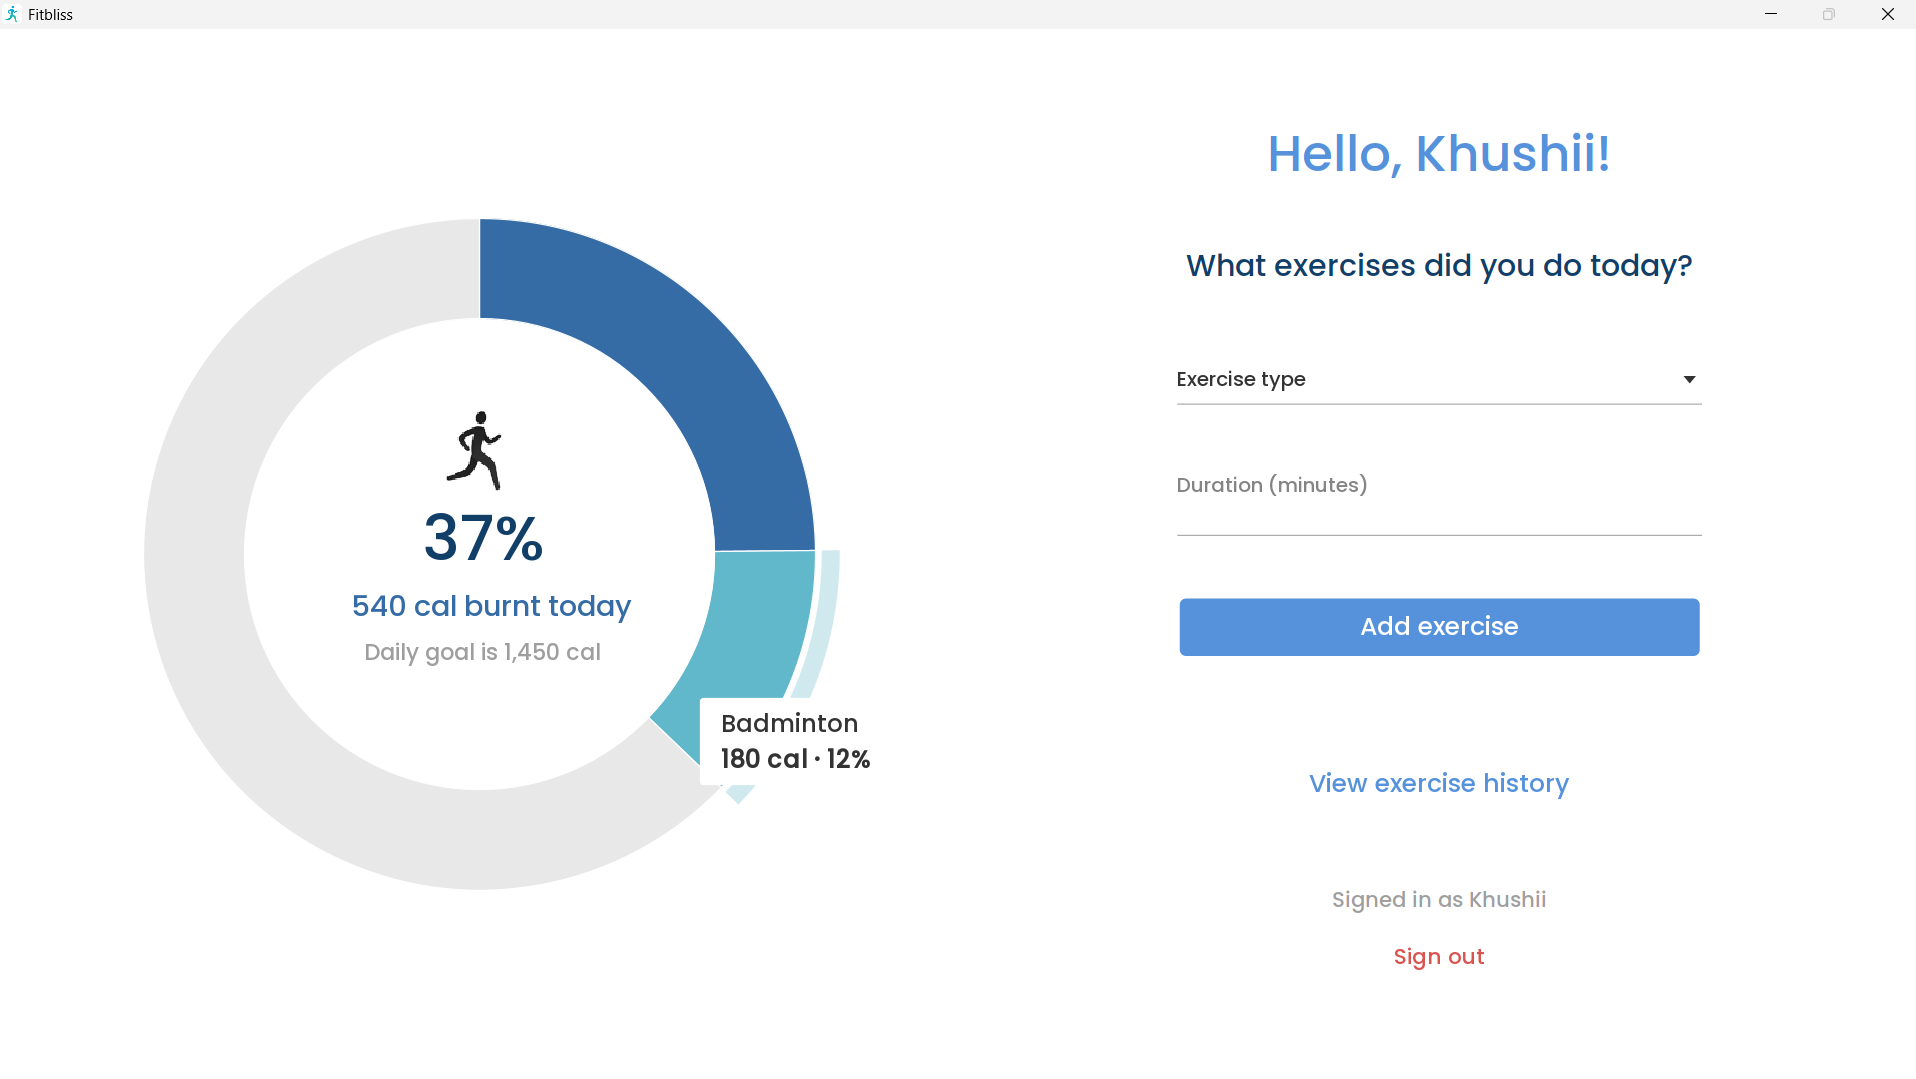 Fitbliss
37%
540 cal burnt today
Daily goal is 1,450 cal
Badminton
180 cal · 12%
Hello, Khushii!
What exercises did you do today?
Exercise type
Duration (minutes)
Add exercise
View exercise history
Signed in as Khushii
Sign out